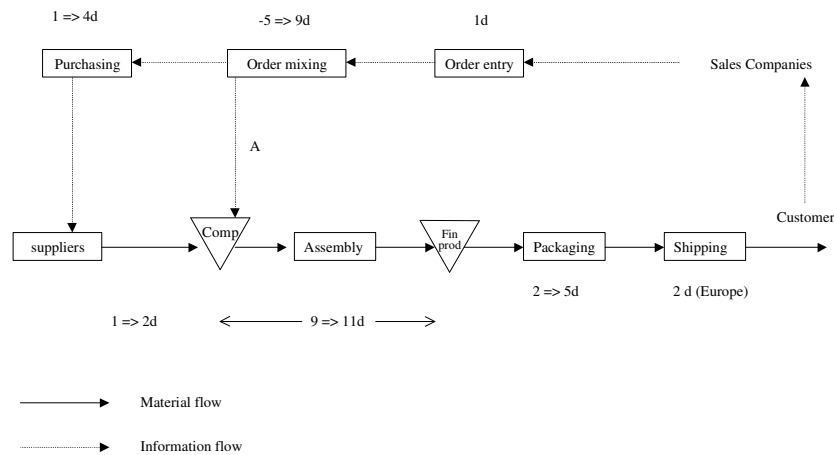 1 => 4d
-5 => 9d
1d
Purchasing
Order mixing
Order entry
Sales Companies
A
Customer
suppliers
Comp
Assembly
Fin
prod
Packaging
Shipping
2 => 5d
2 d (Europe)
1 => 2d
9 => 11d
Material flow
Information flow